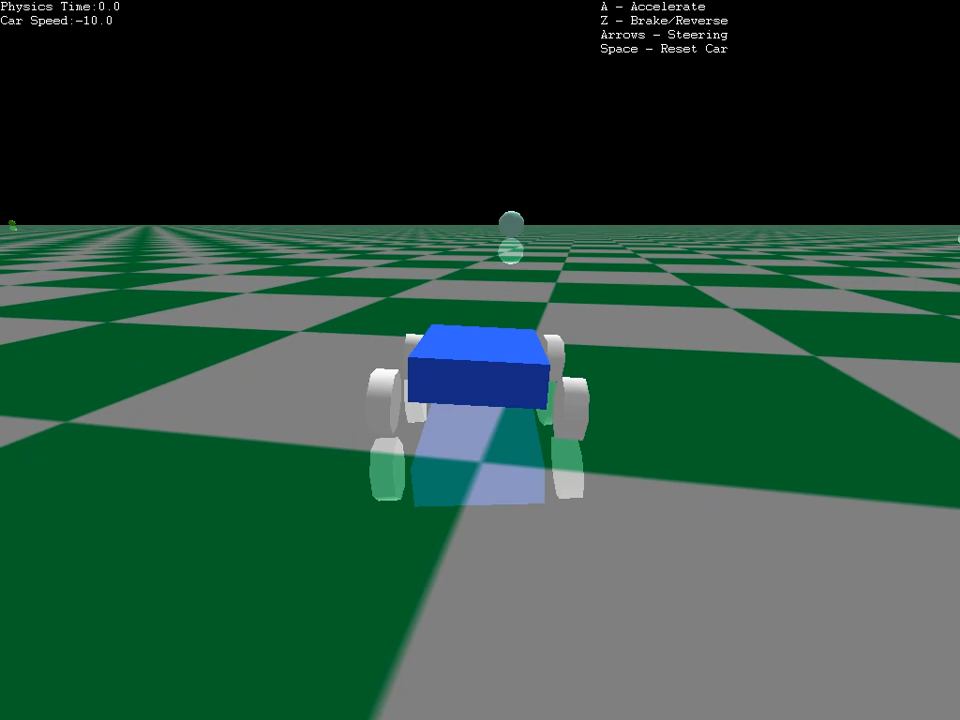 Physics Time:0.0
Car Speed:-10.0
A - Accelerate
Z - Brake/Reverse
Arrows - Steering
Space - Reset Car